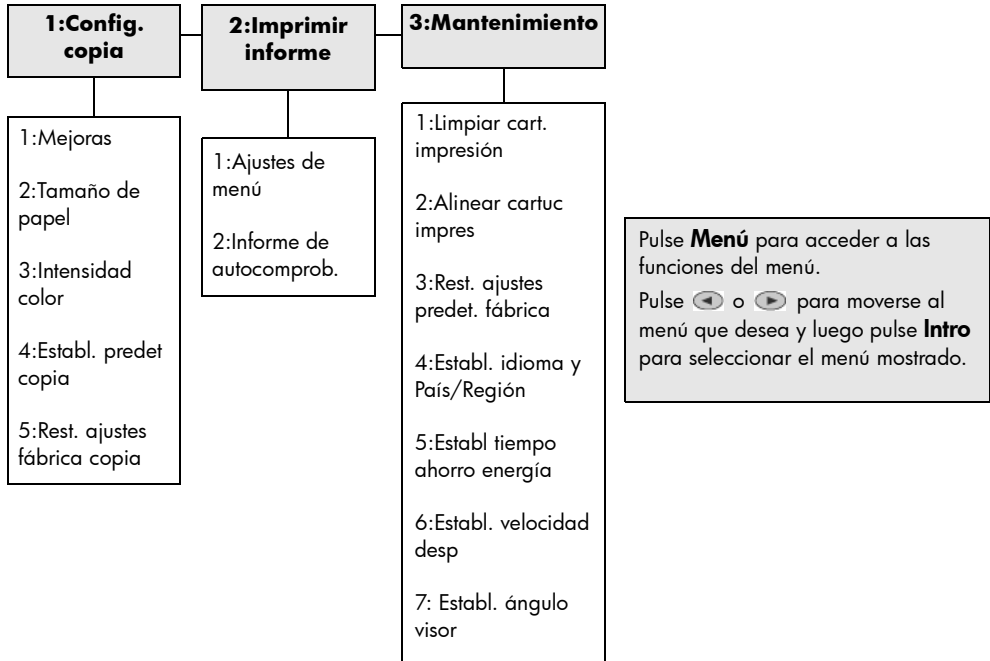 1:Config.
copia
1:Mejoras
2:Tamaño de
papel
3:Intensidad
color
4:Establ. predet
copia
5:Rest. ajustes
fábrica copia
2:Imprimir
informe
1:Ajustes de
menú
2:Informe de
autocomprob.
3:Mantenimiento
1:Limpiar cart.
impresión
2:Alinear cartuc
impres
3:Rest. ajustes
predet. fábrica
4:Establ. idioma y
País/Región
5:Establ tiempo
ahorro energía
6:Establ. velocidad
desp
7: Establ. ángulo
visor
Pulse Menú para acceder a las
funciones del menú.
Pulse o para moverse al
menú que desea y luego pulse Intro
para seleccionar el menú mostrado.